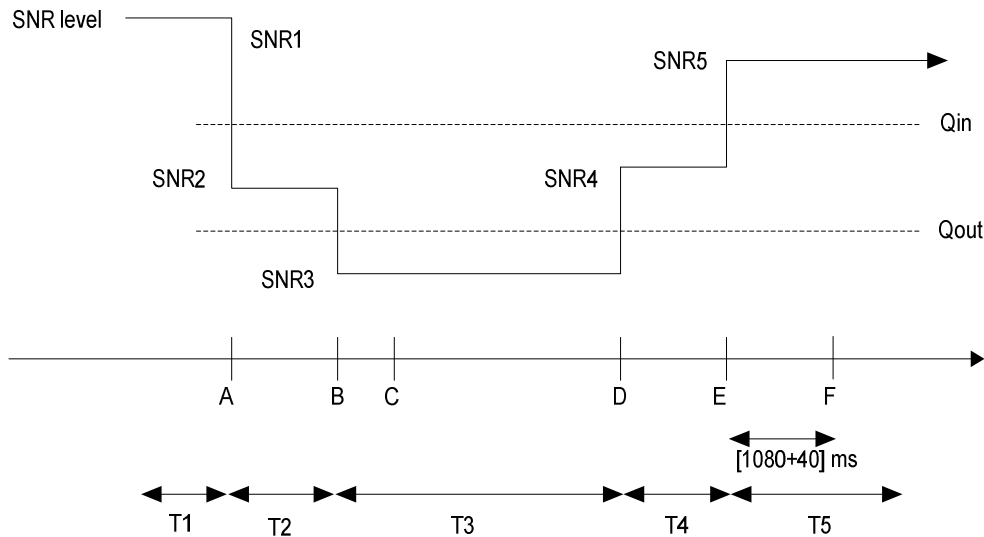 SNR level
SNR1
SNR5
Qin
SNR2
SNR4
Qout
SNR3
A
B
C
D
E
F
[1080+40] ms
T1
T2
T3
T4
T5